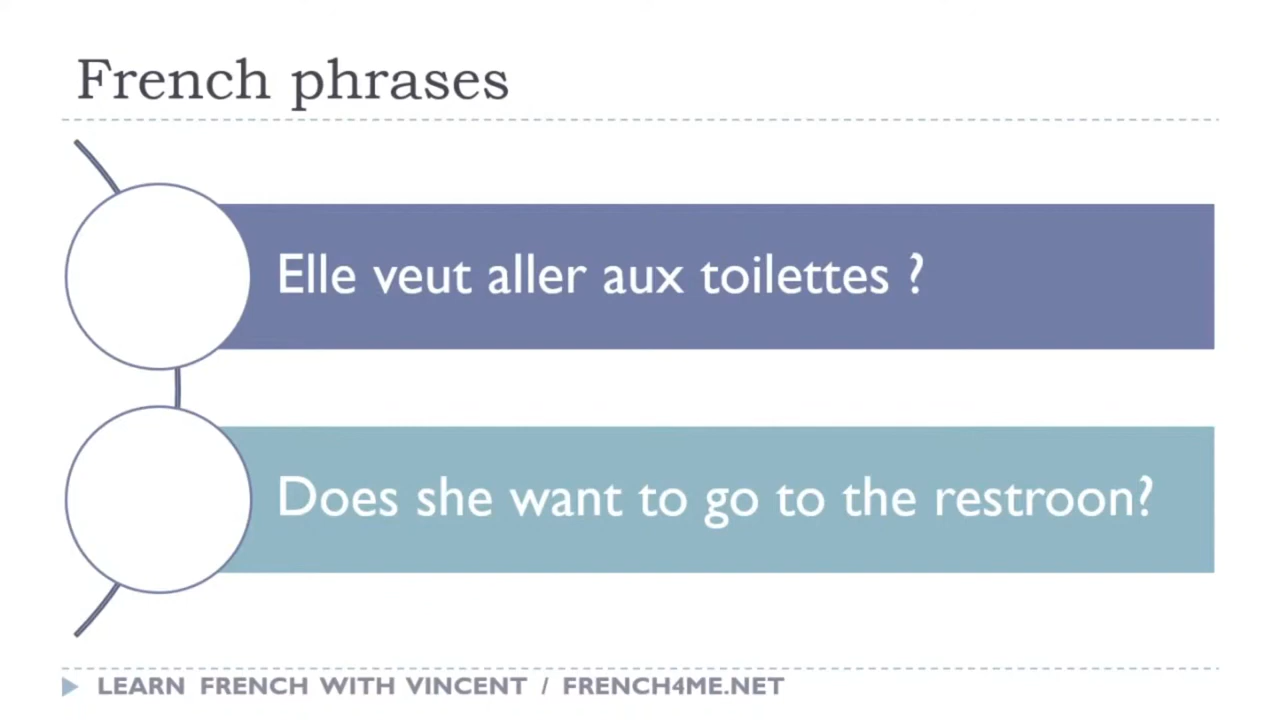 French phrases
Elle veut aller aux toilettes ?
Does she want to go to the restroon?
LEARN FRENCH WITH VINCENT / FRENCH4ME.NET